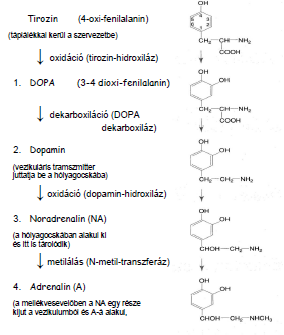 Tirozin (4-oxi-fenilalanin)
(táplálékkal kerül a szervezetbe)
oxidáció (tirozin-hidroxiláz)
1. DOPA (3-4 dioxi-fenilalanin)
dekarboxiláció (DOPA
dekarboxiláz)
2. Dopamin
(vezikuláris transzmitter
juttatja be a hólyagocskába)
oxidáció (dopamin-hidroxiláz)
3. Noradrenalin (NA)
(a hólyagocskában alakul ki
és itt is tárolódik)
metilálás (N-metil-transzferáz)
4. Adrenalin (A)
(a mellékvesevelőben a NA egy része
kijut a vezikulumból és A-á alakul,
OH
CH₂—CH—NH₂
COOH
OH
OH
CH₂—CH—NH₂
COOH
OH
OH
CH₂—CH₂—NH₂
OH
OH
CHOH—CH₂—NH₂
OH
OH
CHOH—CH₂—NHCH₃